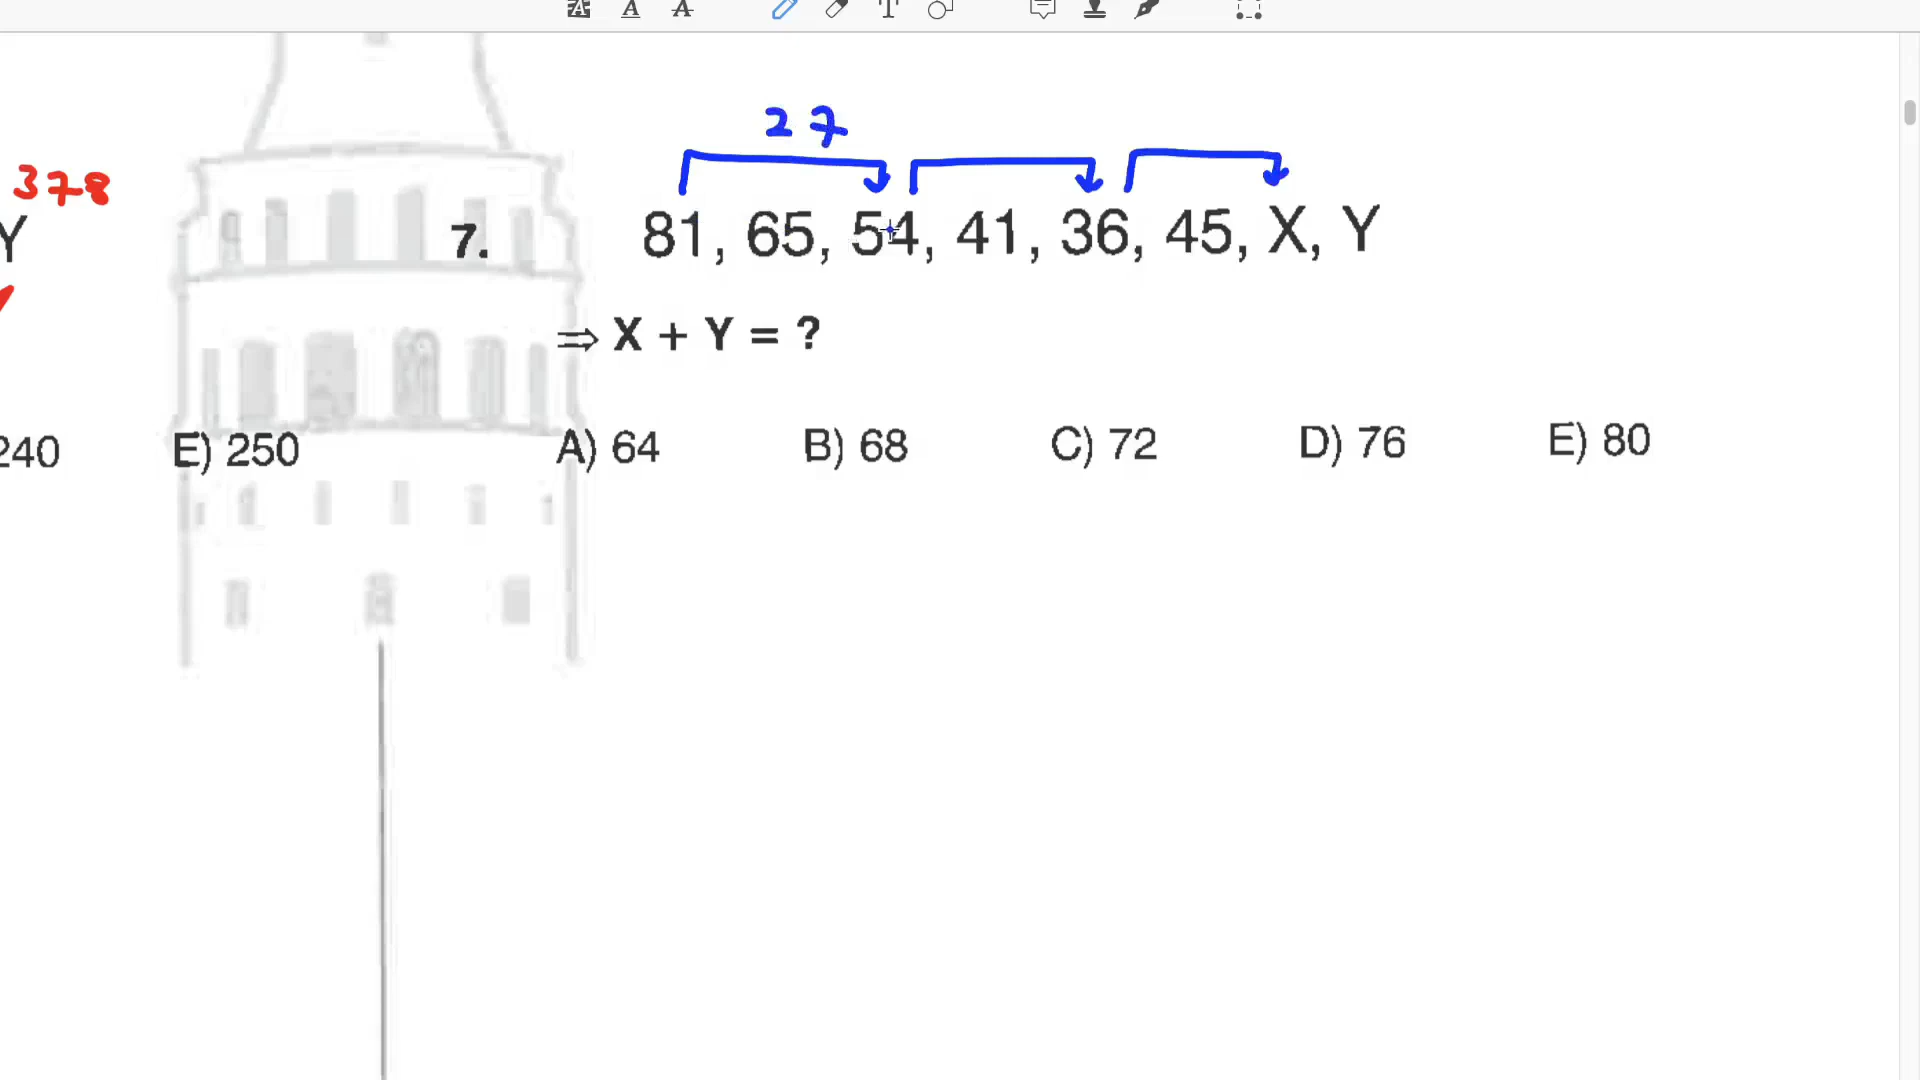 27
378
Y
7. 81, 65, 54, 41, 36, 45, X, Y
⇒ X + Y = ?
240 E) 250 A) 64 B) 68 C) 72 D) 76 E) 80